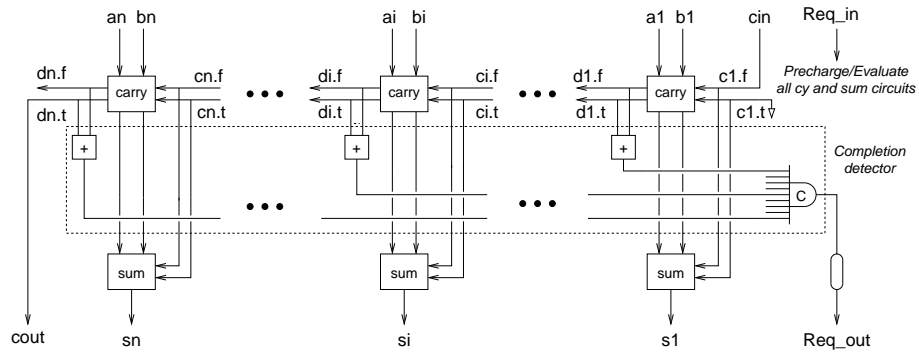 an bn ai bi a1 b1 cin Req_in
dn.f cn.f di.f ci.f d1.f c1.f Precharge/Evaluate
carry carry carry all cy and sum circuits
dn.t cn.t di.t ci.t d1.t c1.t
+ + + Completion
detector
C
sum sum sum
cout sn si s1 Req_out